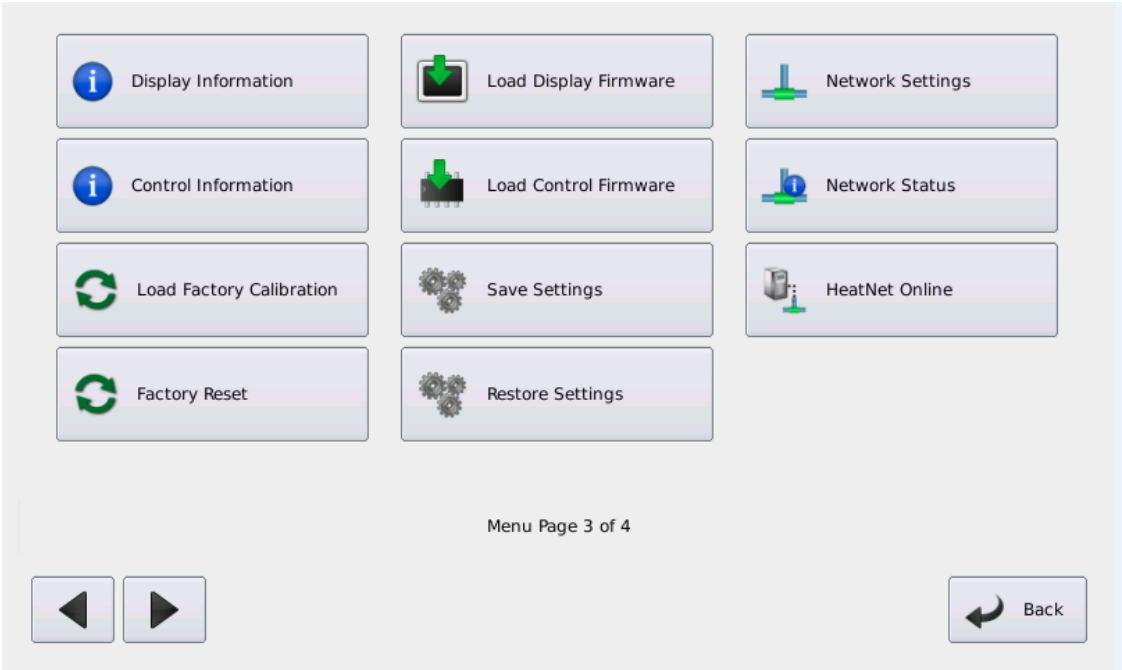 Display Information
Load Display Firmware
Network Settings
Control Information
Load Control Firmware
Network Status
Load Factory Calibration
Save Settings
HeatNet Online
Factory Reset
Restore Settings
Menu Page 3 of 4
Back